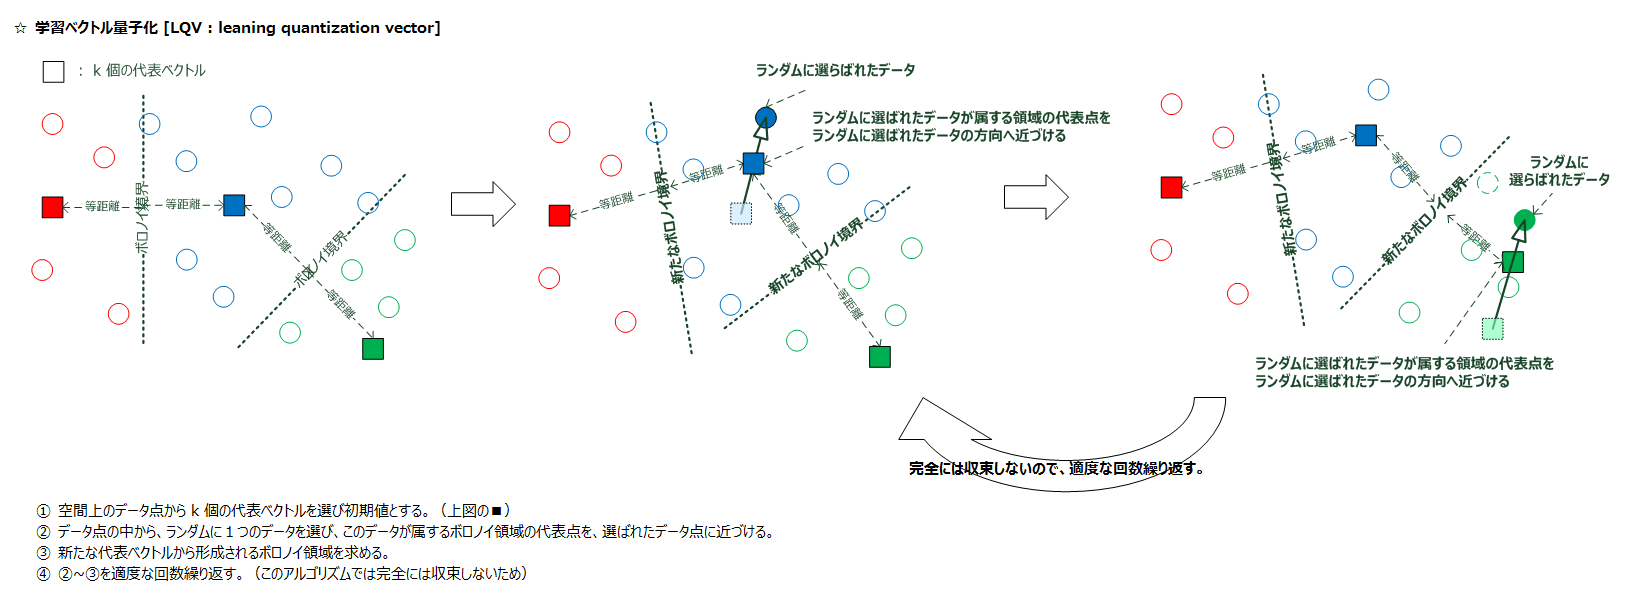 ☆ 学習ベクトル量子化 [LQV : leaning quantization vector]
： k 個の代表ベクトル
等距離
等距離
ボロノイ境界
等距離
ボロノイ境界
等距離
ランダムに選らばれたデータ
ランダムに選ばれたデータが属する領域の代表点を
ランダムに選ばれたデータの方向へ近づける
等距離
等距離
新たなボロノイ境界
等距離
新たなボロノイ境界
等距離
等距離
等距離
新たなボロノイ境界
等距離
新たなボロノイ境界
等距離
ランダムに
選らばれたデータ
ランダムに選ばれたデータが属する領域の代表点を
ランダムに選ばれたデータの方向へ近づける
完全には収束しないので、適度な回数繰り返す。
① 空間上のデータ点から k 個の代表ベクトルを選び初期値とする。（上図の■）
② データ点の中から、ランダムに１つのデータを選び、このデータが属するボロノイ領域の代表点を、選ばれたデータ点に近づける。
③ 新たな代表ベクトルから形成されるボロノイ領域を求める。
④ ②~③を適度な回数繰り返す。（このアルゴリズムでは完全には収束しないため）